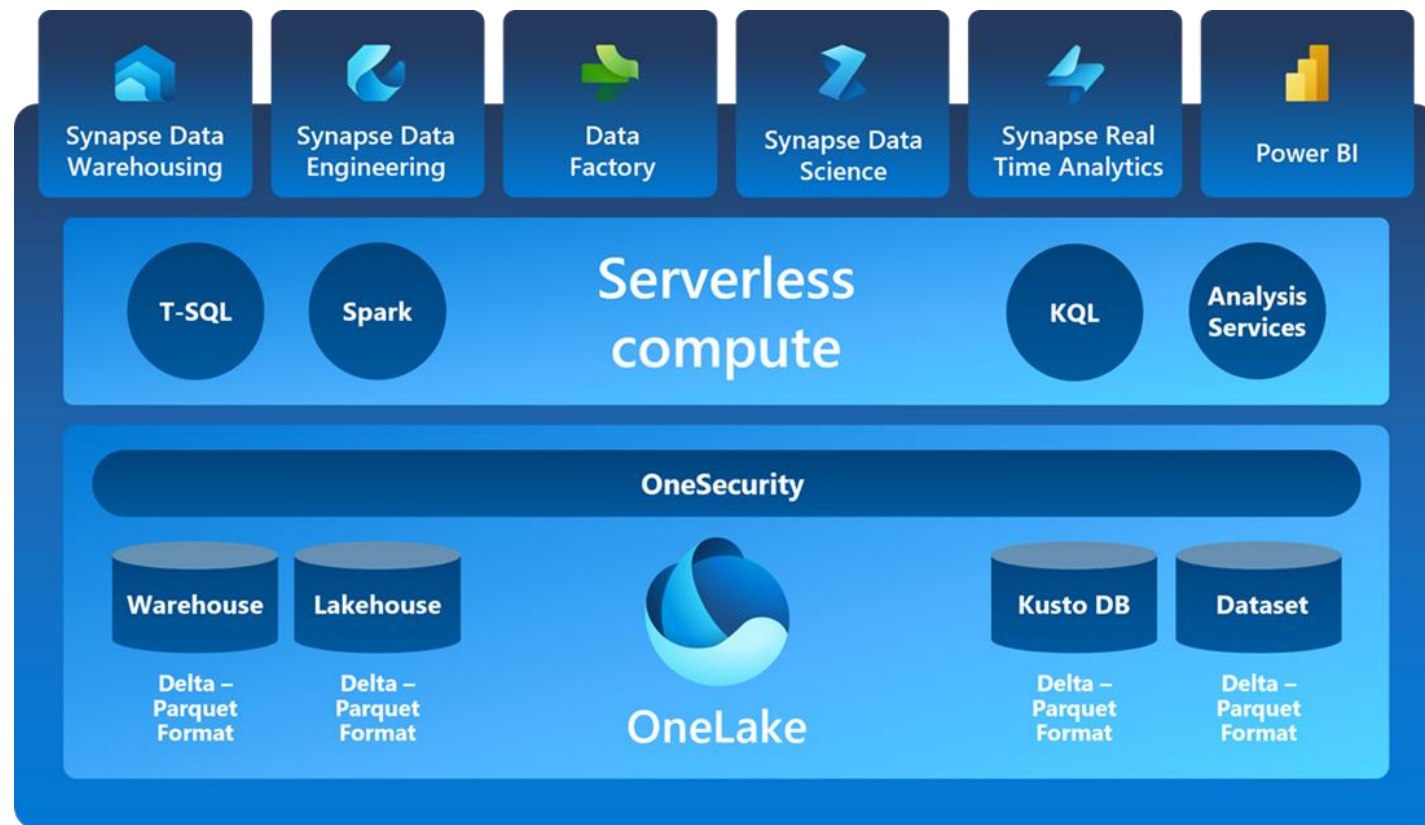 Synapse Data
Warehousing
Synapse Data
Engineering
Data
Factory
Synapse Data
Science
Synapse Real
Time Analytics
Power BI
T-SQL
Spark
Serverless
compute
KQL
Analysis
Services
OneSecurity
Warehouse
Lakehouse
Kusto DB
Dataset
Delta –
Parquet
Format
Delta –
Parquet
Format
OneLake
Delta –
Parquet
Format
Delta –
Parquet
Format